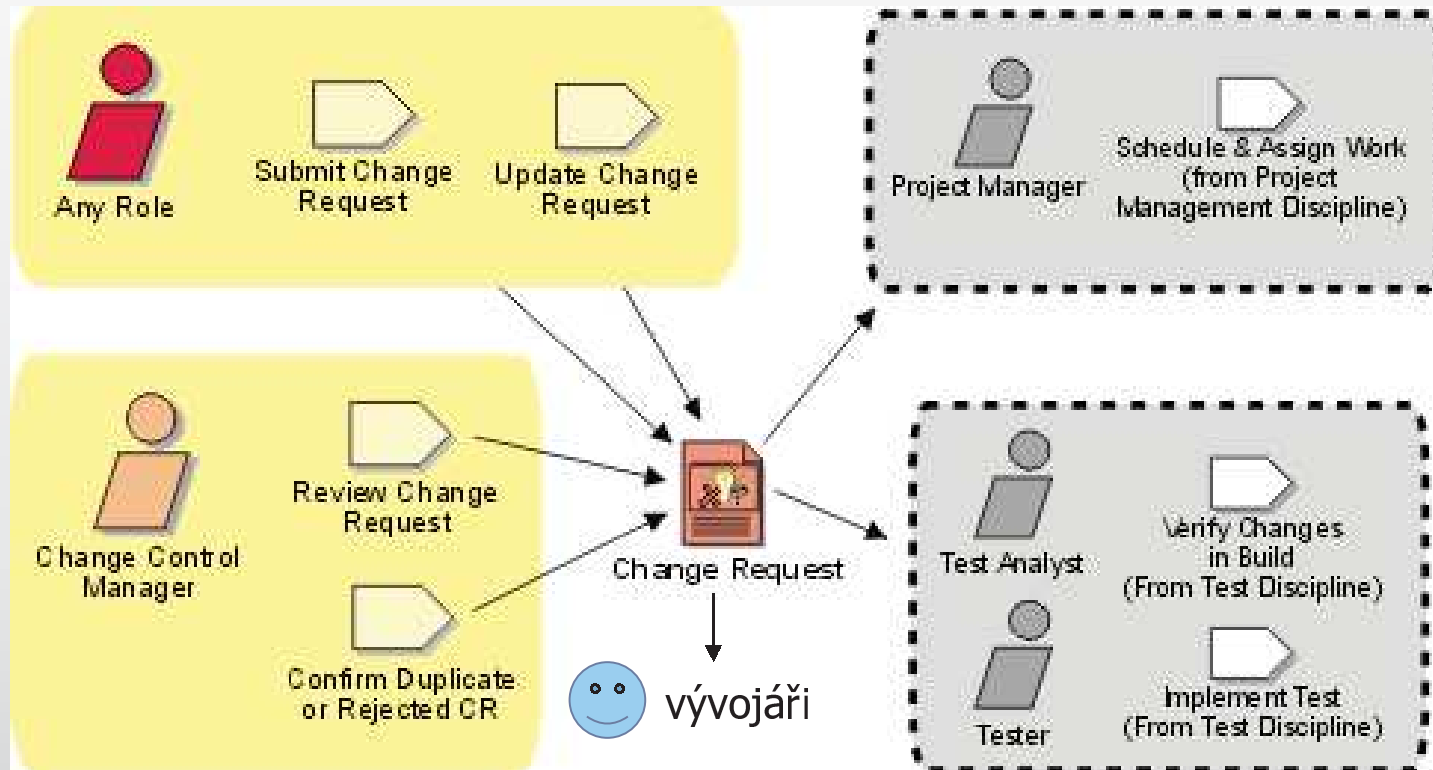 Any Role
Submit Change
Request
Update Change
Request
Project Manager
Schedule & Assign Work
(from Project
Management Discipline)
Change Control
Manager
Review Change
Request
Confirm Duplicate
or Rejected CR
Change Request
vývojáři
Test Analyst
Verify Changes
in Build
(From Test Discipline)
Tester
Implement Test
(From Test Discipline)